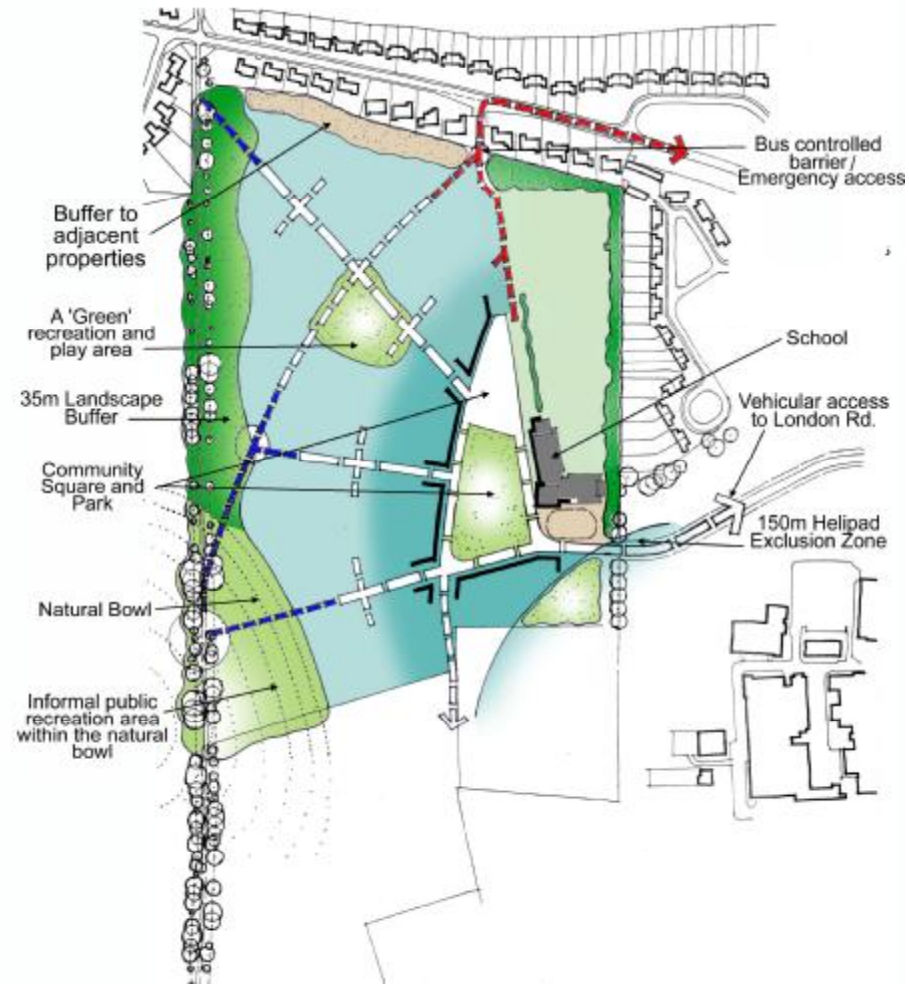 Bus controlled
barrier /
Emergency access
Buffer to
adjacent
properties
A 'Green'
recreation and
play area
School
35m Landscape
Buffer
Vehicular access
to London Rd.
Community
Square and
Park
150m Helipad
Exclusion Zone
Natural Bowl
Informal public
recreation area
within the natural
bowl